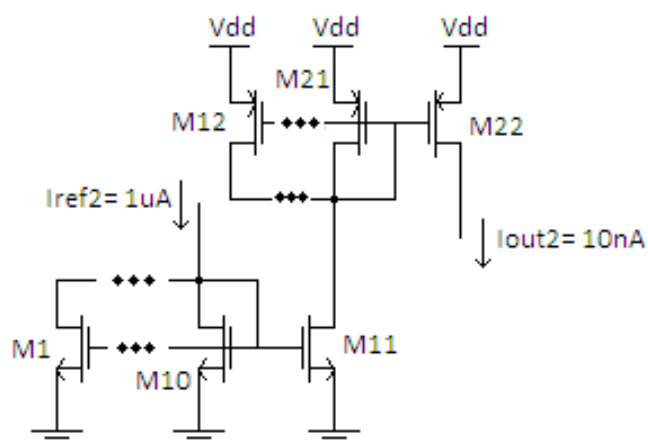 Vdd Vdd Vdd
M21
M12
M22
Iref2= 1uA
Iout2= 10nA
M1
M10
M11